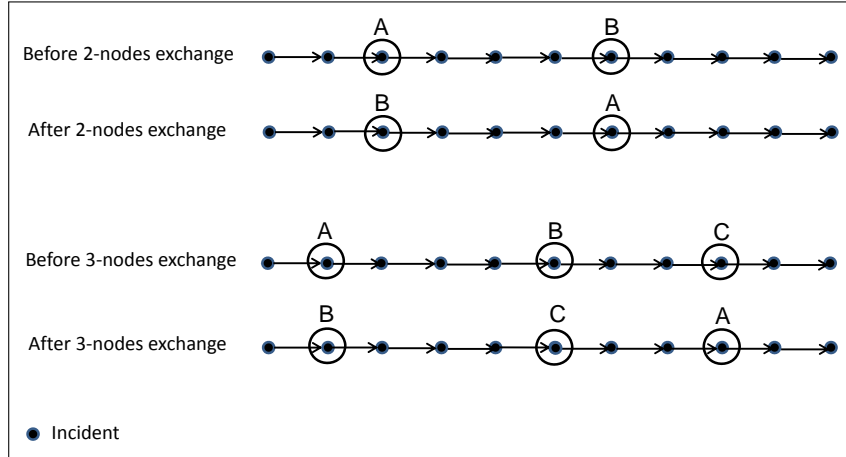 A B
Before 2-nodes exchange
B A
After 2-nodes exchange
A B C
Before 3-nodes exchange
B C A
After 3-nodes exchange
Incident